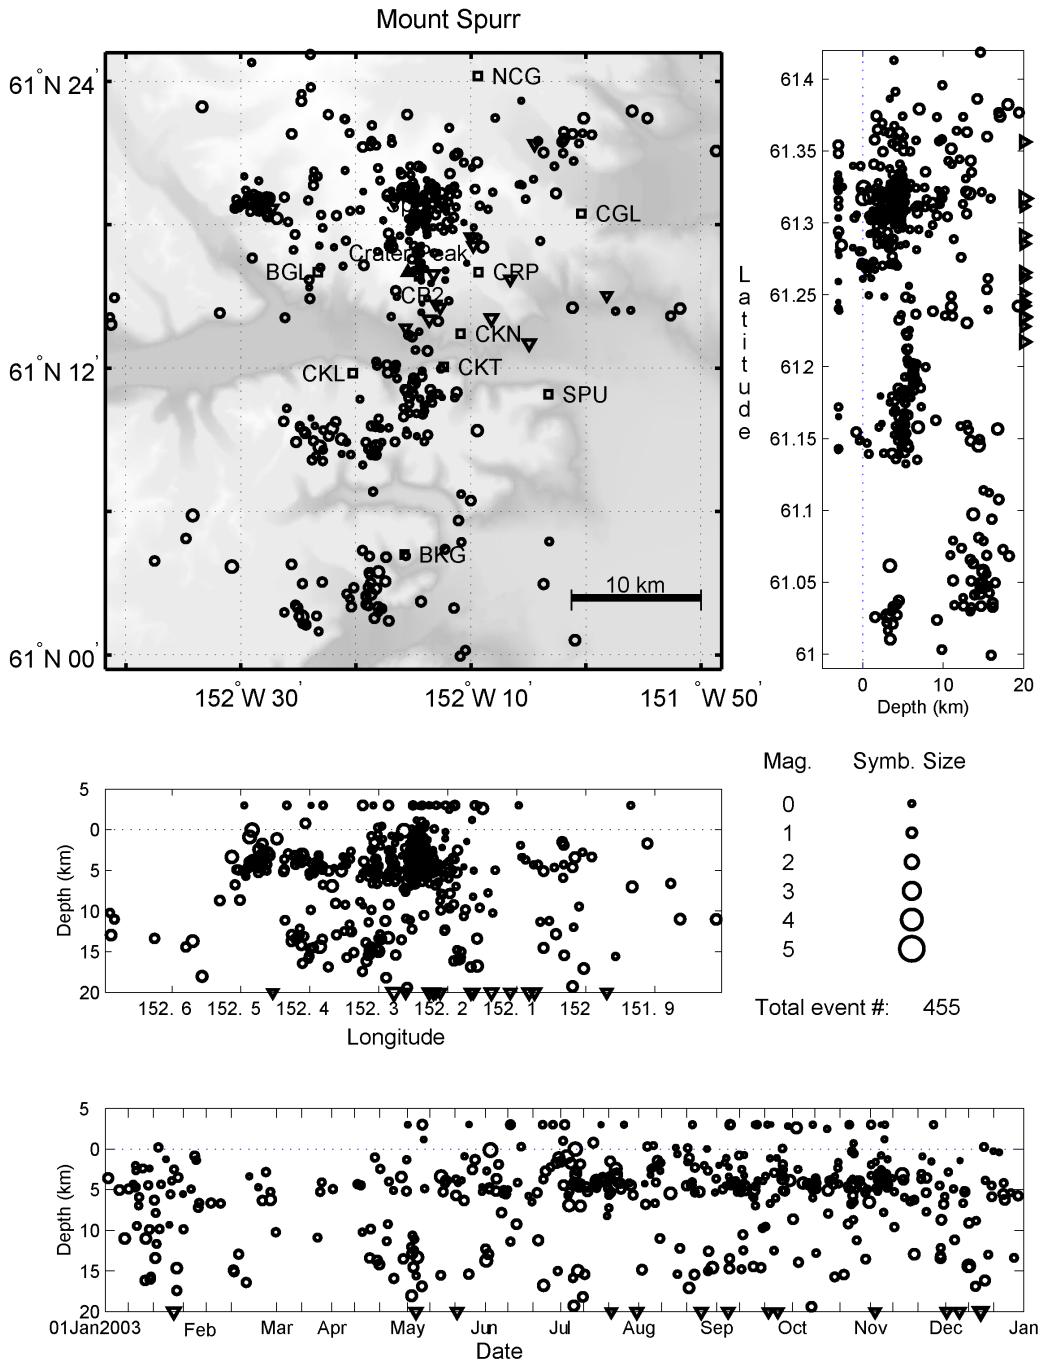 Mount Spurr
61°N 24'
61°N 12'
61°N 00'
NCG
CGL
Crater Peak
BGL
CRP
CP2
CKN
CKL
CKT
SPU
BKG
10 km
152°W 30'
152°W 10'
151°W 50'
61.4
61.35
61.3
61.25
61.2
61.15
61.1
61.05
61
Latitude
0 10 20
Depth (km)
5
0
5
10
15
20
Depth (km)
152. 6 152. 5 152. 4 152. 3 152. 2 152. 1 152 151. 9
Longitude
Mag. Symb. Size
0
1
2
3
4
5
Total event #: 455
5
0
5
10
15
20
Depth (km)
01Jan2003 Feb Mar Apr May Jun Jul Aug Sep Oct Nov Dec Jan
Date